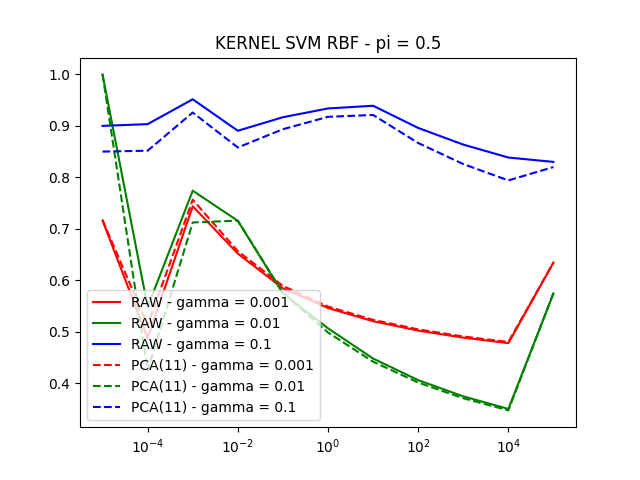 KERNEL SVM RBF - pi = 0.5
1.0
0.9
0.8
0.7
0.6
0.5
0.4
RAW - gamma = 0.001
RAW - gamma = 0.01
RAW - gamma = 0.1
PCA(11) - gamma = 0.001
PCA(11) - gamma = 0.01
PCA(11) - gamma = 0.1
10⁻⁴ 10⁻² 10⁰ 10² 10⁴